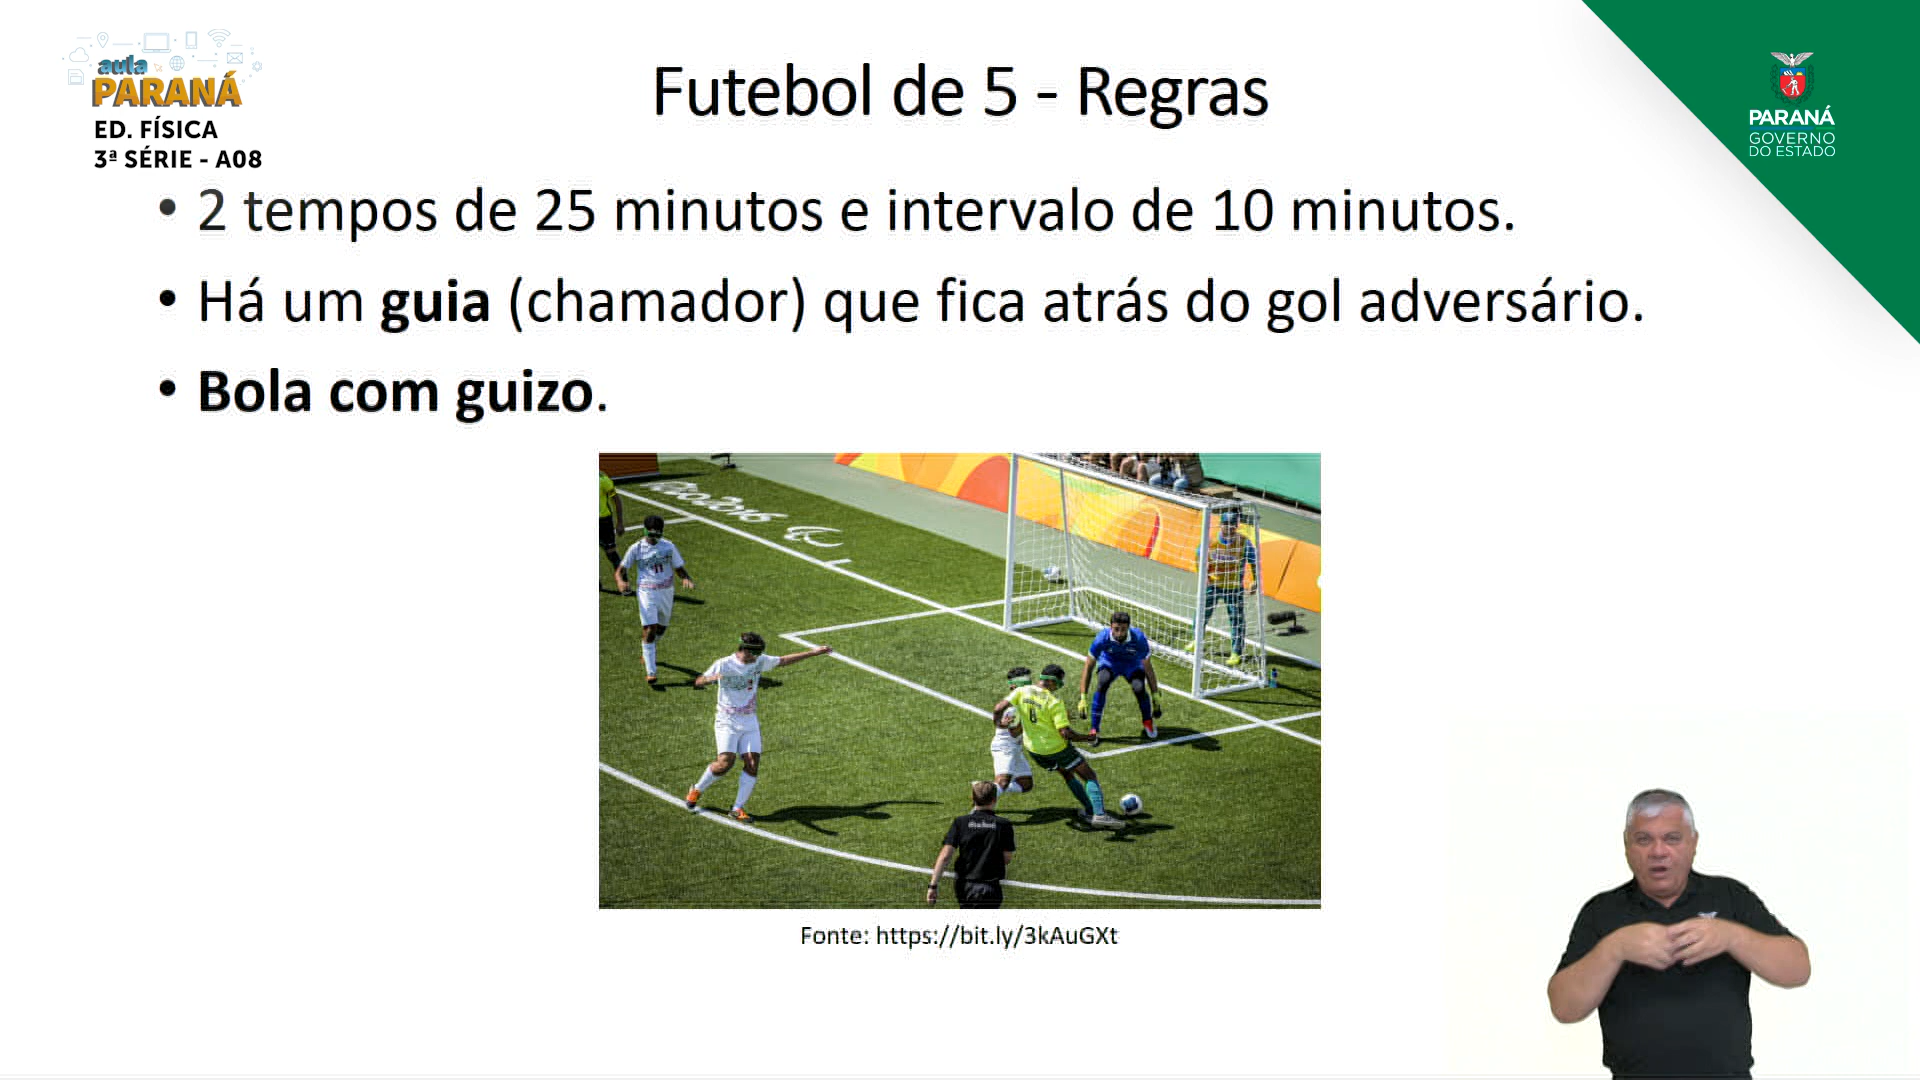 aula
PARANÁ
ED. FÍSICA
3ª SÉRIE - A08
Futebol de 5 - Regras
PARANÁ
GOVERNO
DO ESTADO
• 2 tempos de 25 minutos e intervalo de 10 minutos.
• Há um guia (chamador) que fica atrás do gol adversário.
• Bola com guizo.
Rio2016
11
8
Fonte: https://bit.ly/3kAuGXt